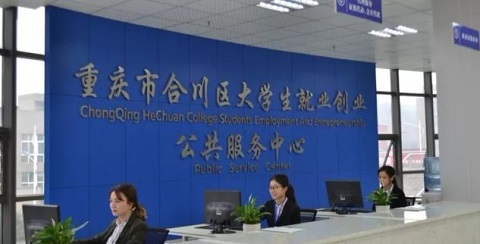 重庆市合川区大学生就业创业
ChongQing HeChuan College Students Employment And Entrepreneurship
公共服务中心
Public Service Center